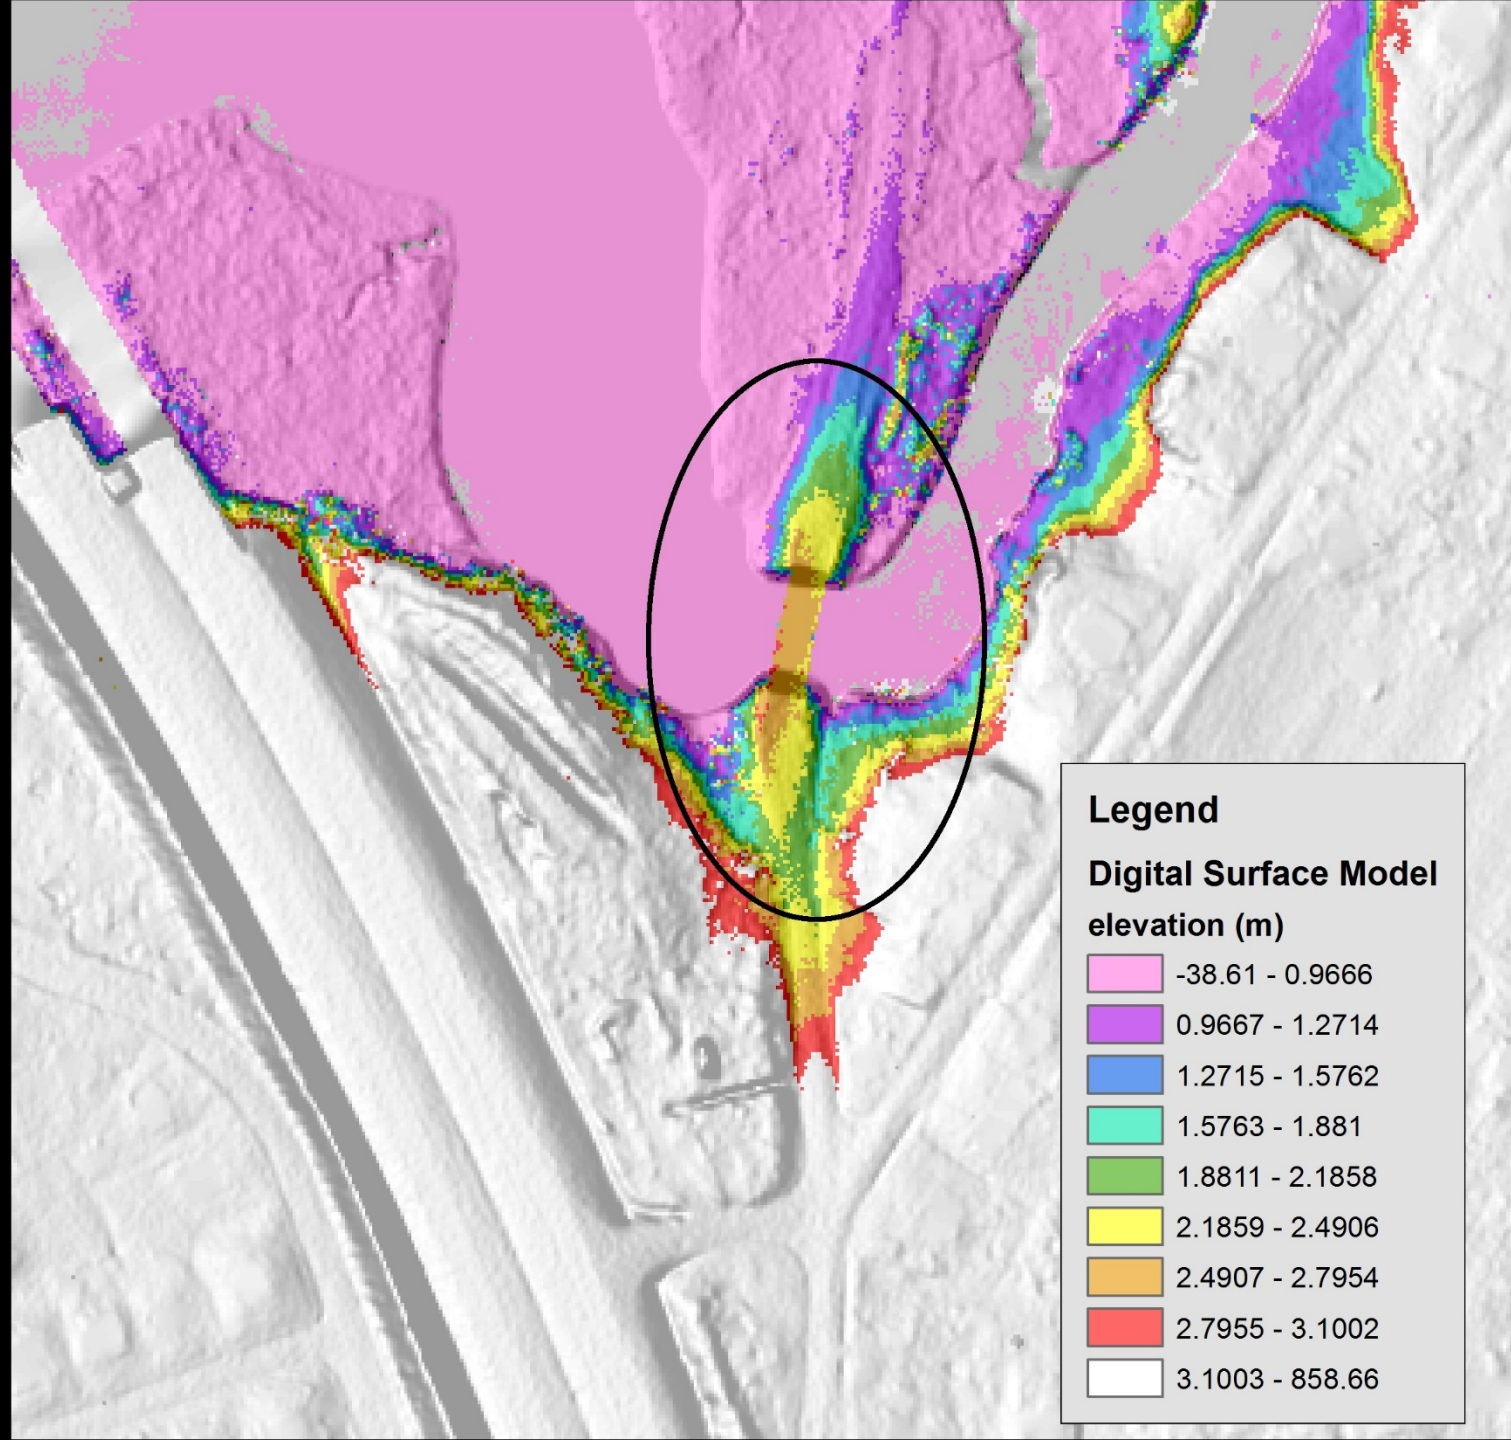 Legend
Digital Surface Model
elevation (m)
-38.61 - 0.9666
0.9667 - 1.2714
1.2715 - 1.5762
1.5763 - 1.881
1.8811 - 2.1858
2.1859 - 2.4906
2.4907 - 2.7954
2.7955 - 3.1002
3.1003 - 858.66